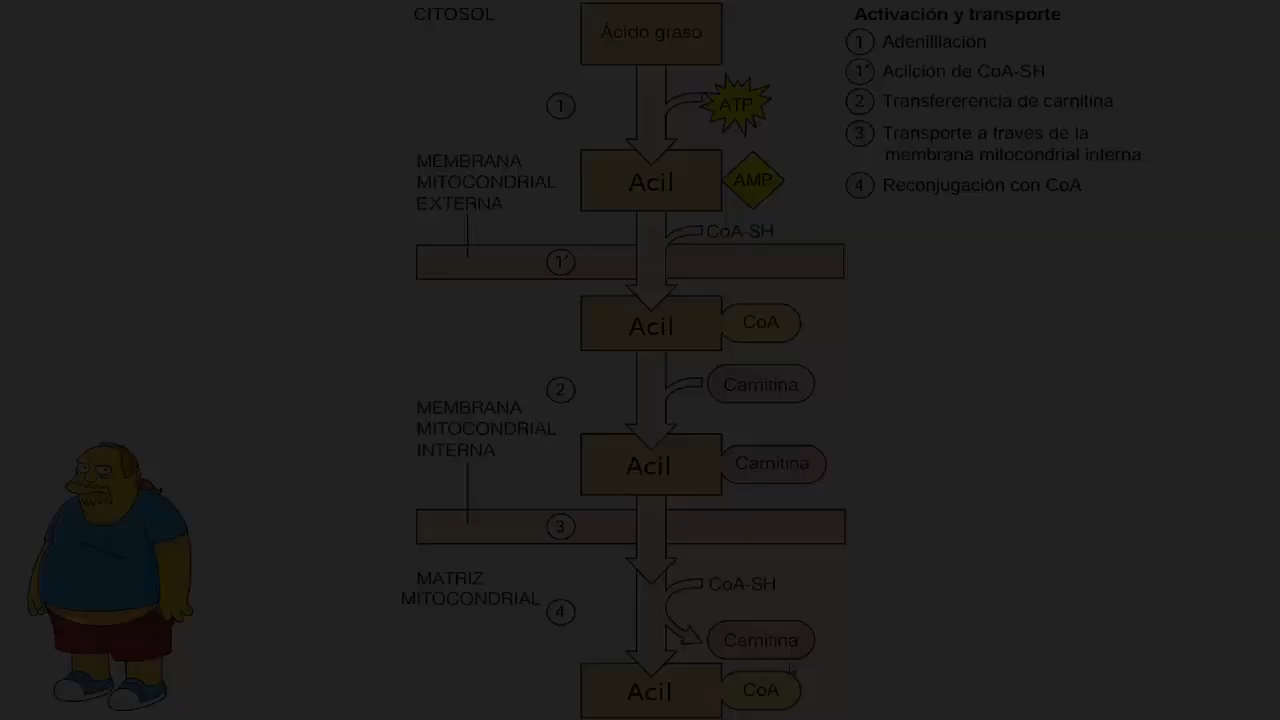 CITOSOL
Ácido graso
1
ATP
MEMBRANA
MITOCONDRIAL
EXTERNA
Acil
AMP
CoA-SH
1'
Acil
CoA
2
Carnitina
MEMBRANA
MITOCONDRIAL
INTERNA
Acil
Carnitina
3
MATRIZ
MITOCONDRIAL
4
CoA-SH
Carnitina
Acil
CoA
Activación y transporte
1 Adenilliación
1' Acilción de CoA-SH
2 Transfererencia de carnitina
3 Transporte a través de la
membrana mitocondrial interna
4 Reconjugación con CoA